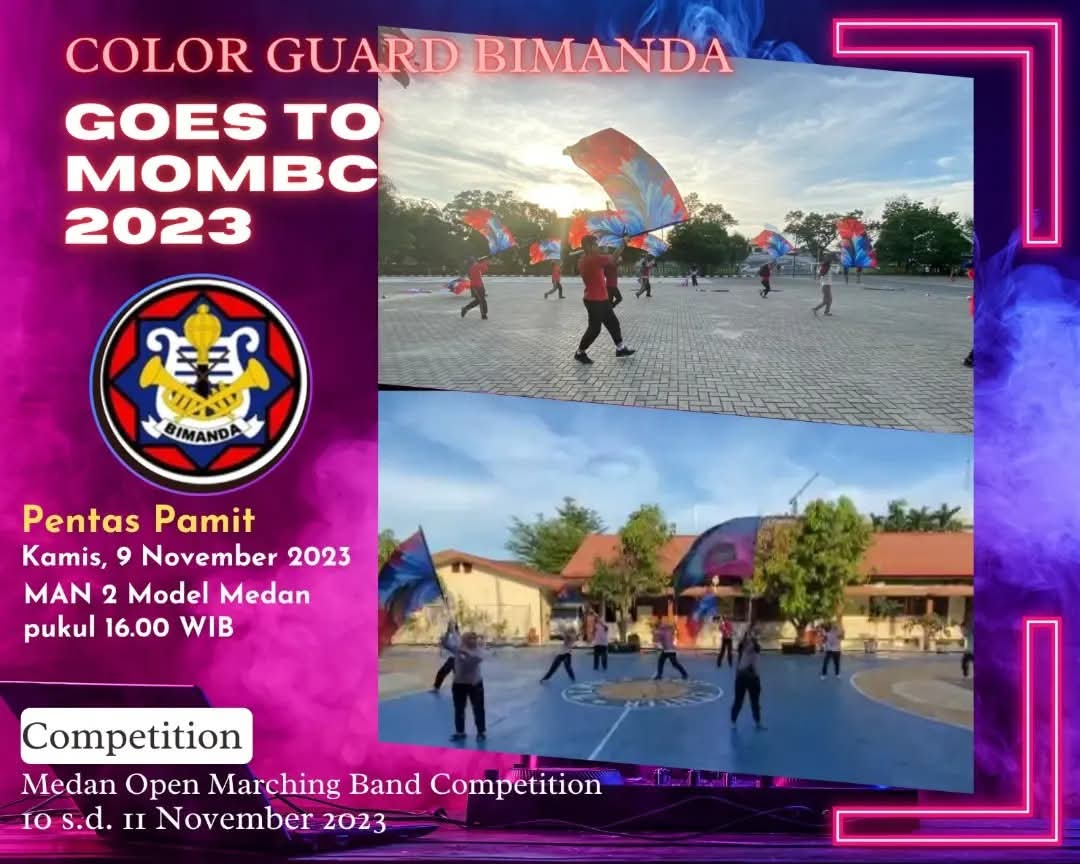 COLOR GUARD BIMANDA
GOES TO
MOMBC
2023
BIMANDA
Pentas Pamit
Kamis, 9 November 2023
MAN 2 Model Medan
pukul 16.00 WIB
Competition
Medan Open Marching Band Competition
10 s.d. 11 November 2023